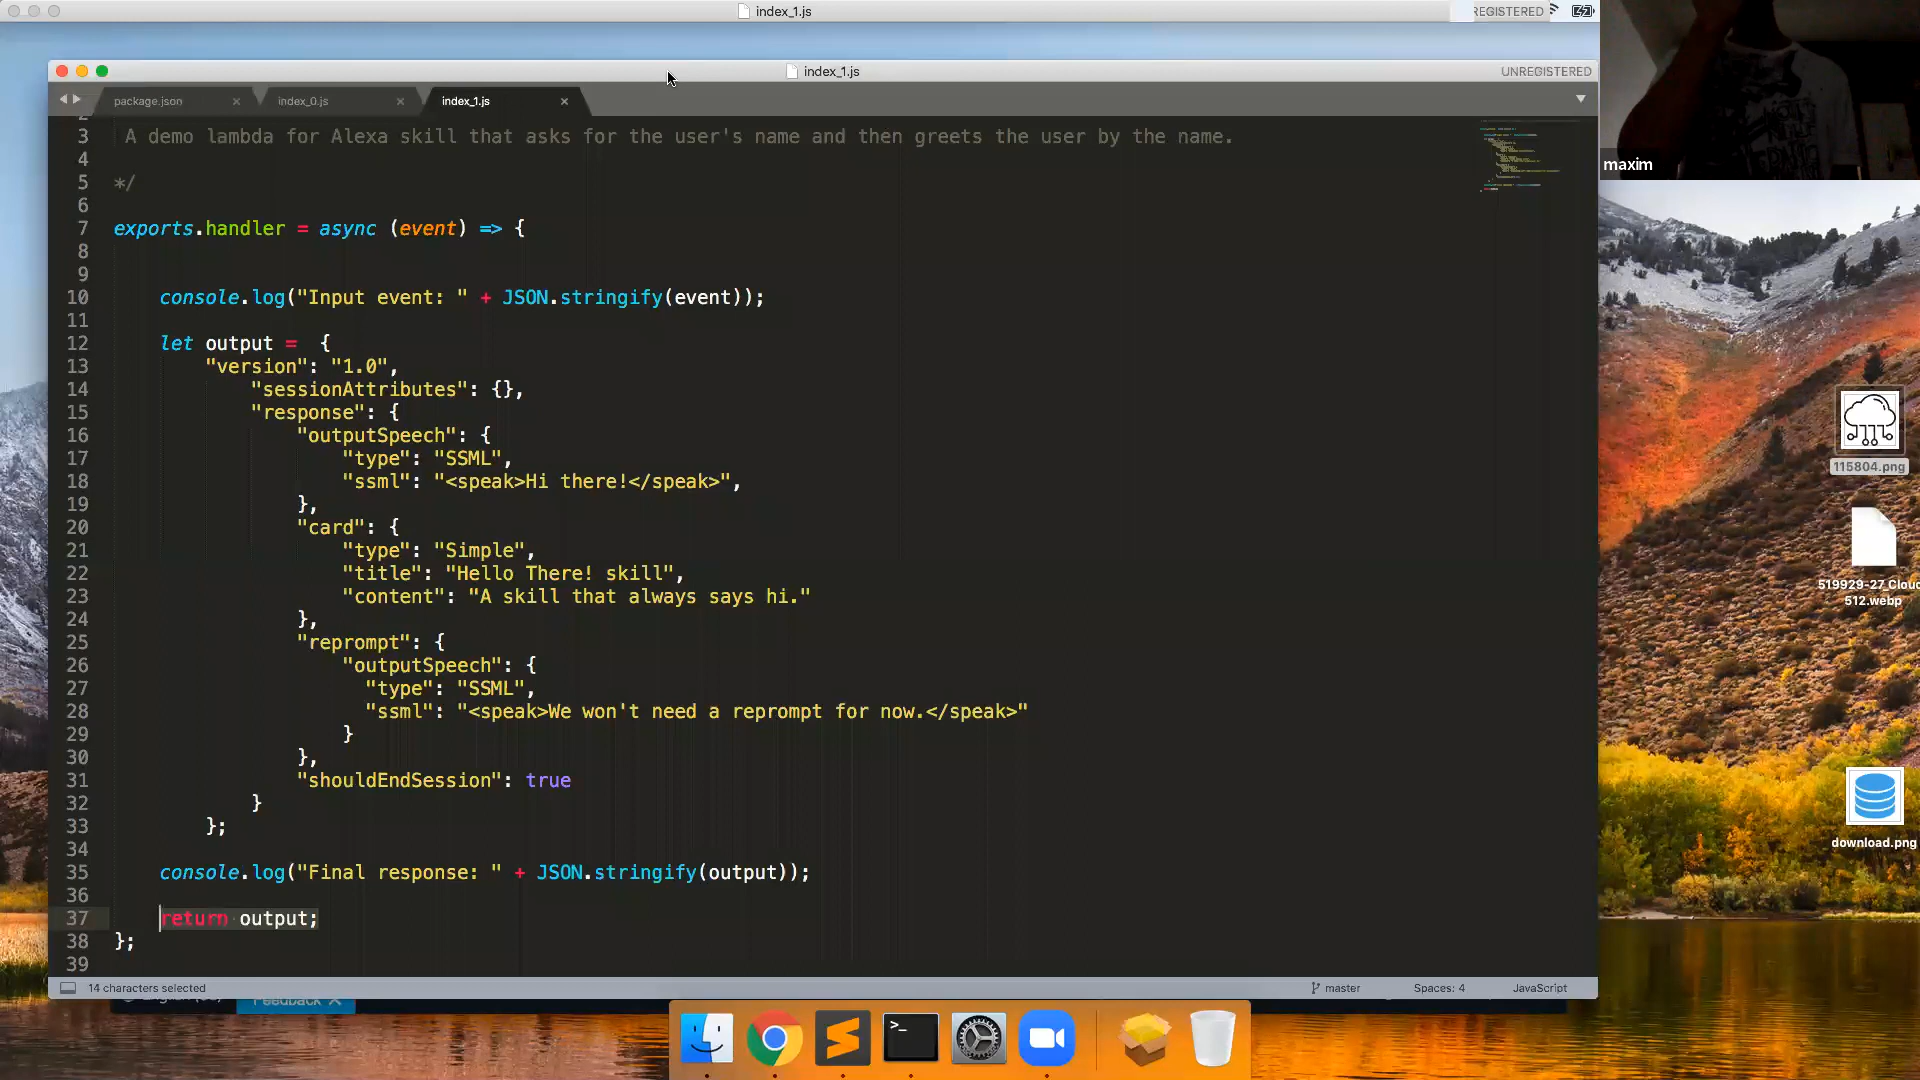 index_1.js
REGISTERED
index_1.js
UNREGISTERED
package.json
index_0.js
index_1.js
3 A demo lambda for Alexa skill that asks for the user's name and then greets the user by the name.
4
5 */
6
7 exports.handler = async (event) => {
8
9
10 console.log("Input event: " + JSON.stringify(event));
11
12 let output = {
13 "version": "1.0",
14 "sessionAttributes": {},
15 "response": {
16 "outputSpeech": {
17 "type": "SSML",
18 "ssml": "<speak>Hi there!</speak>",
19 },
20 "card": {
21 "type": "Simple",
22 "title": "Hello There! skill",
23 "content": "A skill that always says hi."
24 },
25 "reprompt": {
26 "outputSpeech": {
27 "type": "SSML",
28 "ssml": "<speak>We won't need a reprompt for now.</speak>"
29 }
30 },
31 "shouldEndSession": true
32 }
33 };
34
35 console.log("Final response: " + JSON.stringify(output));
36
37 return output;
38 };
39
14 characters selected
master
Spaces: 4
JavaScript
Feedback
maxim
115804.png
519929-27_Cloud
512.webp
download.png